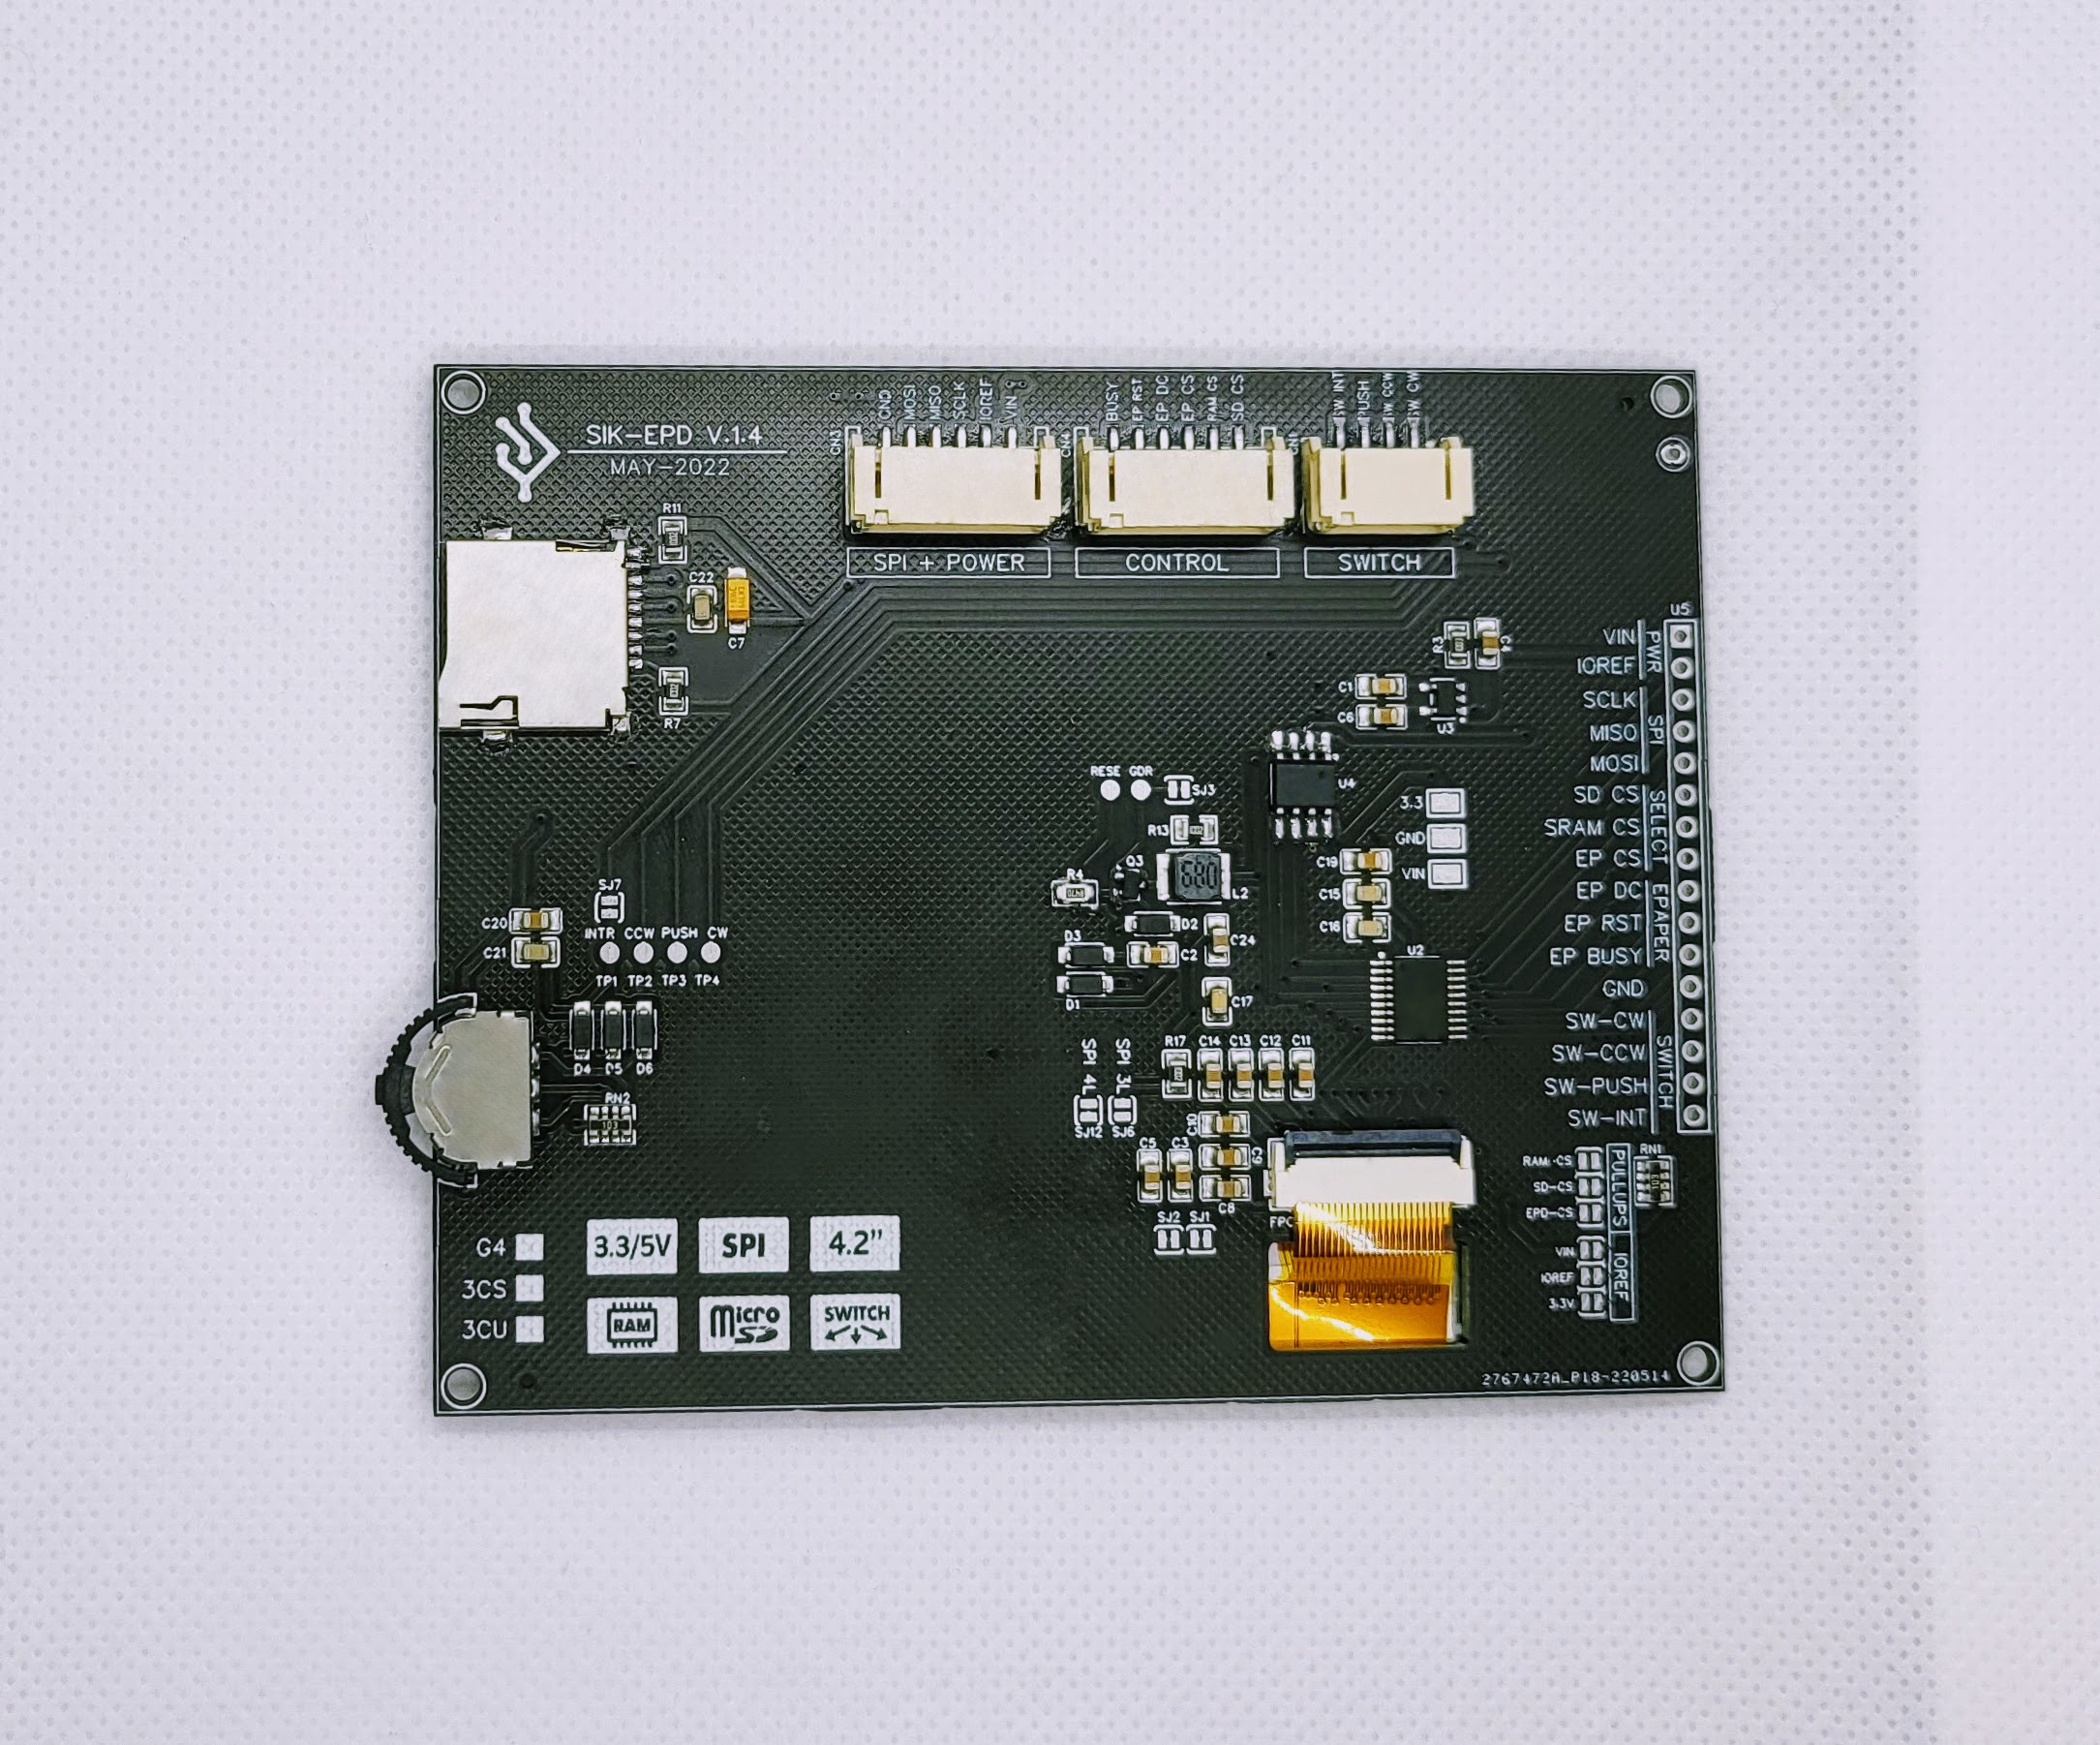 SIK-EPD V.1.4
MAY-2022
CN3
GND
MOSI
MISO
SCLK
IOREF
VIN
CN4
BUSY
EP RST
EP DC
EP CS
RAM CS
SD CS
SW INT
PUSH
SW CCW
SW CW
SPI + POWER
CONTROL
SWITCH
R11
C22
C7
R7
U5
VIN
IOREF
PWR
SCLK
MISO
MOSI
SPI
SD CS
SRAM CS
EP CS
SELECT
EP DC
EP RST
EP BUSY
EPAPER
GND
SW-CW
SW-CCW
SW-PUSH
SW-INT
SWITCH
R3
C1
C6
U3
U4
3.3
GND
VIN
RESE
GDR
SJ3
R13
680
L2
Q3
R4
D2
D3
C2
C24
D1
C17
C19
C15
C16
U2
SJ7
C20
C21
INTR CCW PUSH CW
TP1 TP2 TP3 TP4
D4 D5 D6
RN2
103
SPI 4L
SPI 3L
SJ12
SJ6
R17
C14
C13
C12
C11
C10
C9
C5
C3
C8
SJ2
SJ1
FPC
RAM-CS
SD-CS
EPD-CS
PULLUPS
RN1
103
VIN
IOREF
3.3V
IOREF
G4
3CS
3CU
3.3/5V
SPI
4.2"
RAM
Micro SD
SWITCH
2767472A_P18-220514